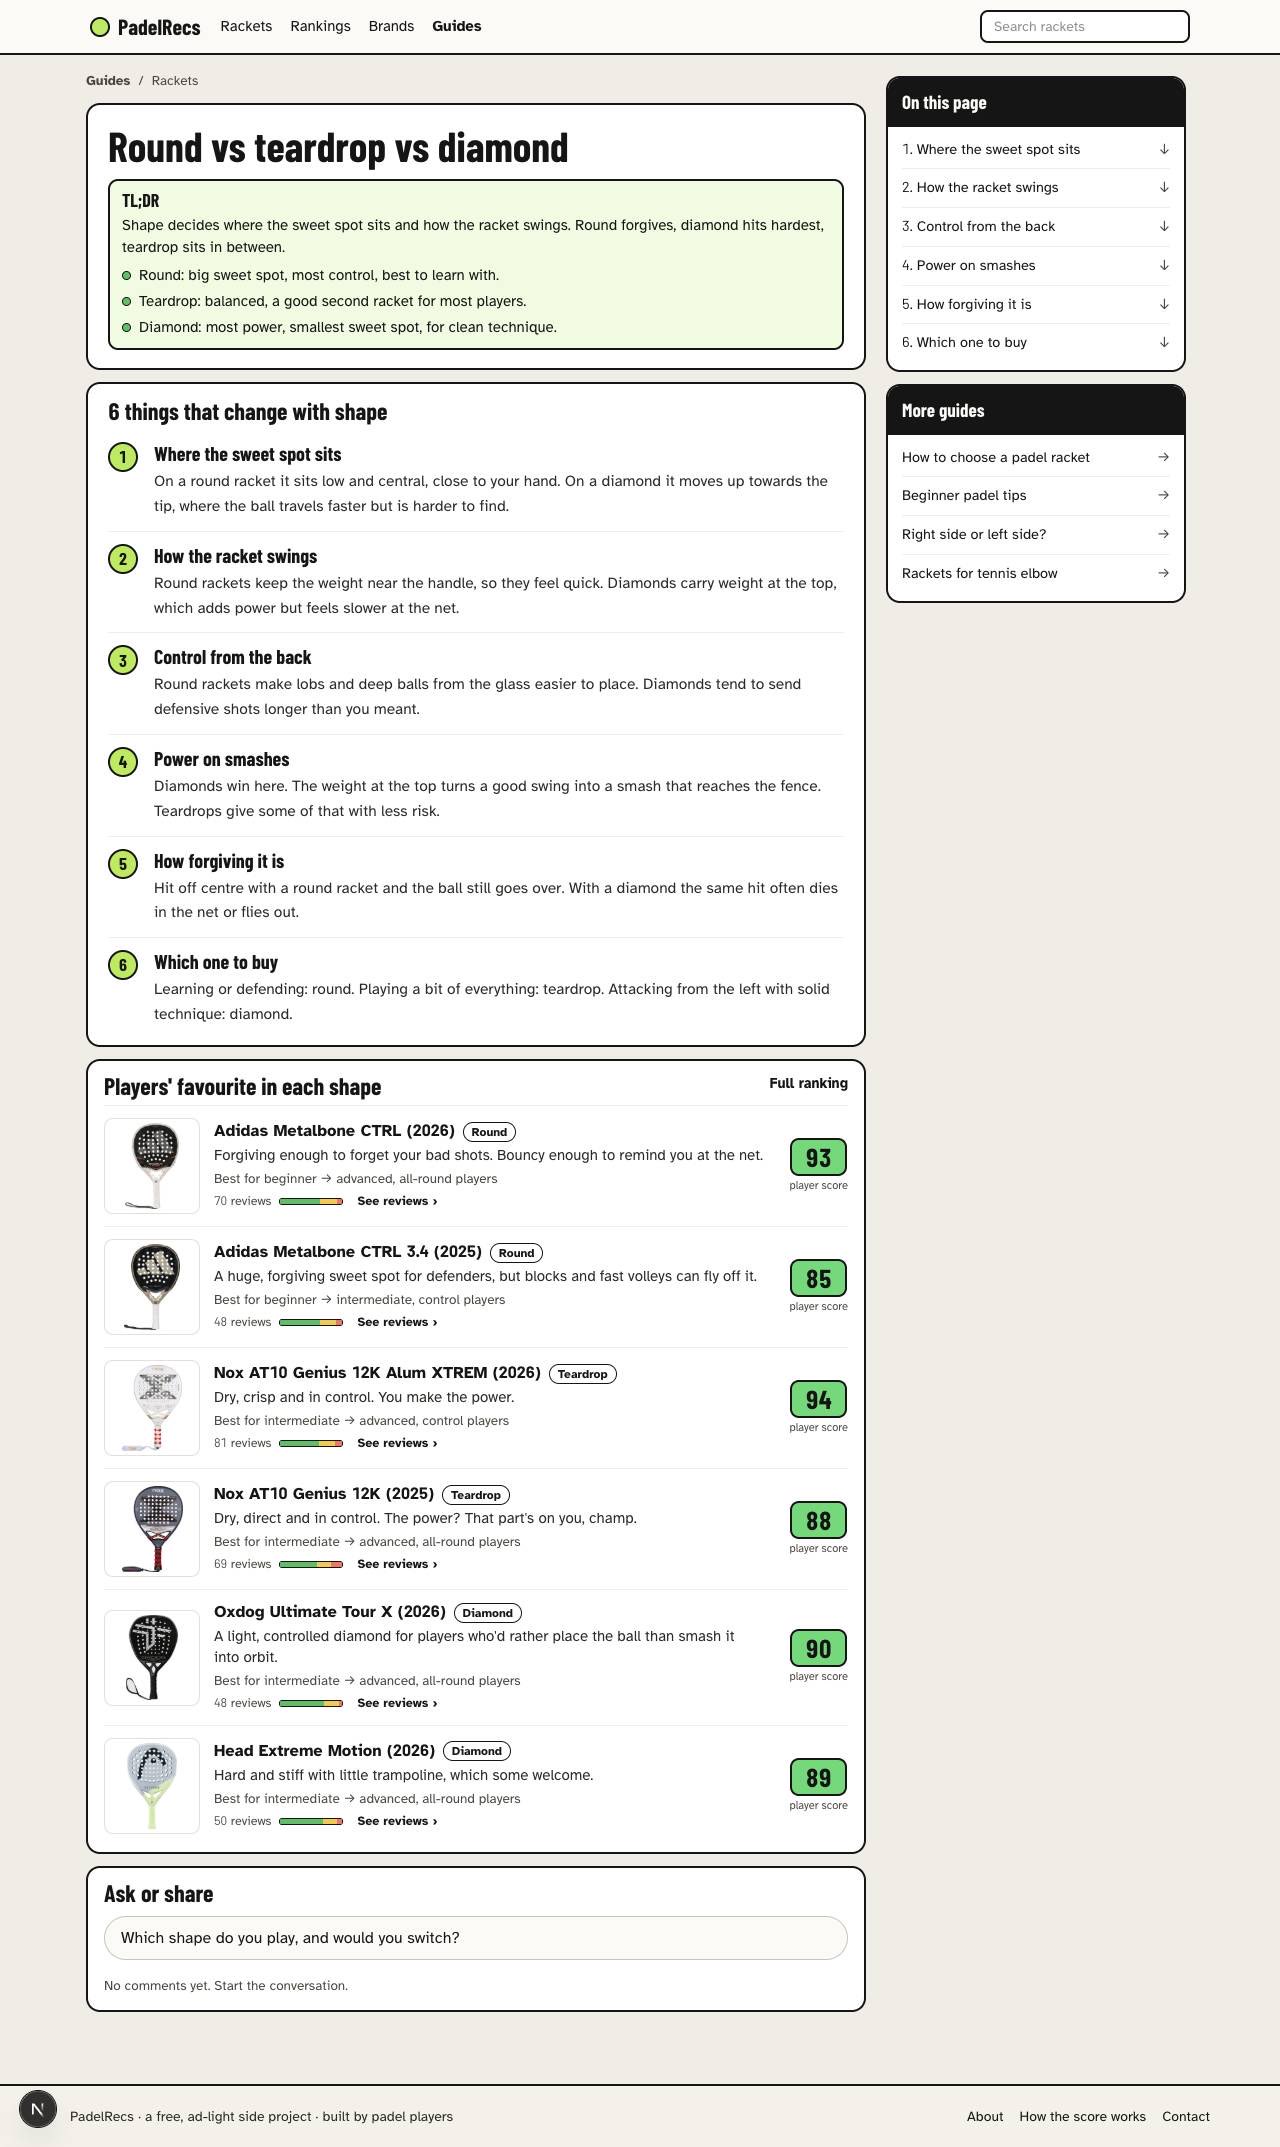 PadelRecs
Rackets
Rankings
Brands
Guides
Search rackets
Guides / Rackets
Round vs teardrop vs diamond
TL;DR
Shape decides where the sweet spot sits and how the racket swings. Round forgives, diamond hits hardest,
teardrop sits in between.
Round: big sweet spot, most control, best to learn with.
Teardrop: balanced, a good second racket for most players.
Diamond: most power, smallest sweet spot, for clean technique.
6 things that change with shape
1 Where the sweet spot sits
On a round racket it sits low and central, close to your hand. On a diamond it moves up towards the
tip, where the ball travels faster but is harder to find.
2 How the racket swings
Round rackets keep the weight near the handle, so they feel quick. Diamonds carry weight at the top,
which adds power but feels slower at the net.
3 Control from the back
Round rackets make lobs and deep balls from the glass easier to place. Diamonds tend to send
defensive shots longer than you meant.
4 Power on smashes
Diamonds win here. The weight at the top turns a good swing into a smash that reaches the fence.
Teardrops give some of that with less risk.
5 How forgiving it is
Hit off centre with a round racket and the ball still goes over. With a diamond the same hit often dies
in the net or flies out.
6 Which one to buy
Learning or defending: round. Playing a bit of everything: teardrop. Attacking from the left with solid
technique: diamond.
Players' favourite in each shape
Full ranking
Adidas Metalbone CTRL (2026) Round
Forgiving enough to forget your bad shots. Bouncy enough to remind you at the net.
Best for beginner → advanced, all-round players
70 reviews See reviews ›
93
player score
Adidas Metalbone CTRL 3.4 (2025) Round
A huge, forgiving sweet spot for defenders, but blocks and fast volleys can fly off it.
Best for beginner → intermediate, control players
48 reviews See reviews ›
85
player score
Nox AT10 Genius 12K Alum XTREM (2026) Teardrop
Dry, crisp and in control. You make the power.
Best for intermediate → advanced, control players
81 reviews See reviews ›
94
player score
Nox AT10 Genius 12K (2025) Teardrop
Dry, direct and in control. The power? That part's on you, champ.
Best for intermediate → advanced, all-round players
69 reviews See reviews ›
88
player score
Oxdog Ultimate Tour X (2026) Diamond
A light, controlled diamond for players who'd rather place the ball than smash it
into orbit.
Best for intermediate → advanced, all-round players
48 reviews See reviews ›
90
player score
Head Extreme Motion (2026) Diamond
Hard and stiff with little trampoline, which some welcome.
Best for intermediate → advanced, all-round players
50 reviews See reviews ›
89
player score
Ask or share
Which shape do you play, and would you switch?
No comments yet. Start the conversation.
On this page
1. Where the sweet spot sits ↓
2. How the racket swings ↓
3. Control from the back ↓
4. Power on smashes ↓
5. How forgiving it is ↓
6. Which one to buy ↓
More guides
How to choose a padel racket →
Beginner padel tips →
Right side or left side? →
Rackets for tennis elbow →
N
PadelRecs · a free, ad-light side project · built by padel players
About
How the score works
Contact